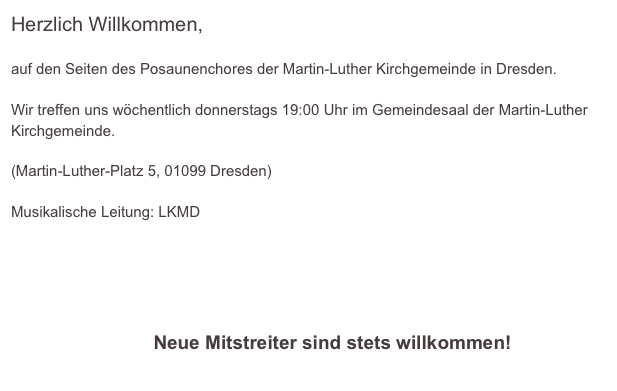 Herzlich Willkommen,
auf den Seiten des Posaunenchores der Martin-Luther Kirchgemeinde in Dresden.
Wir treffen uns wöchentlich donnerstags 19:00 Uhr im Gemeindesaal der Martin-Luther
Kirchgemeinde.
(Martin-Luther-Platz 5, 01099 Dresden)
Musikalische Leitung: LKMD
Neue Mitstreiter sind stets willkommen!